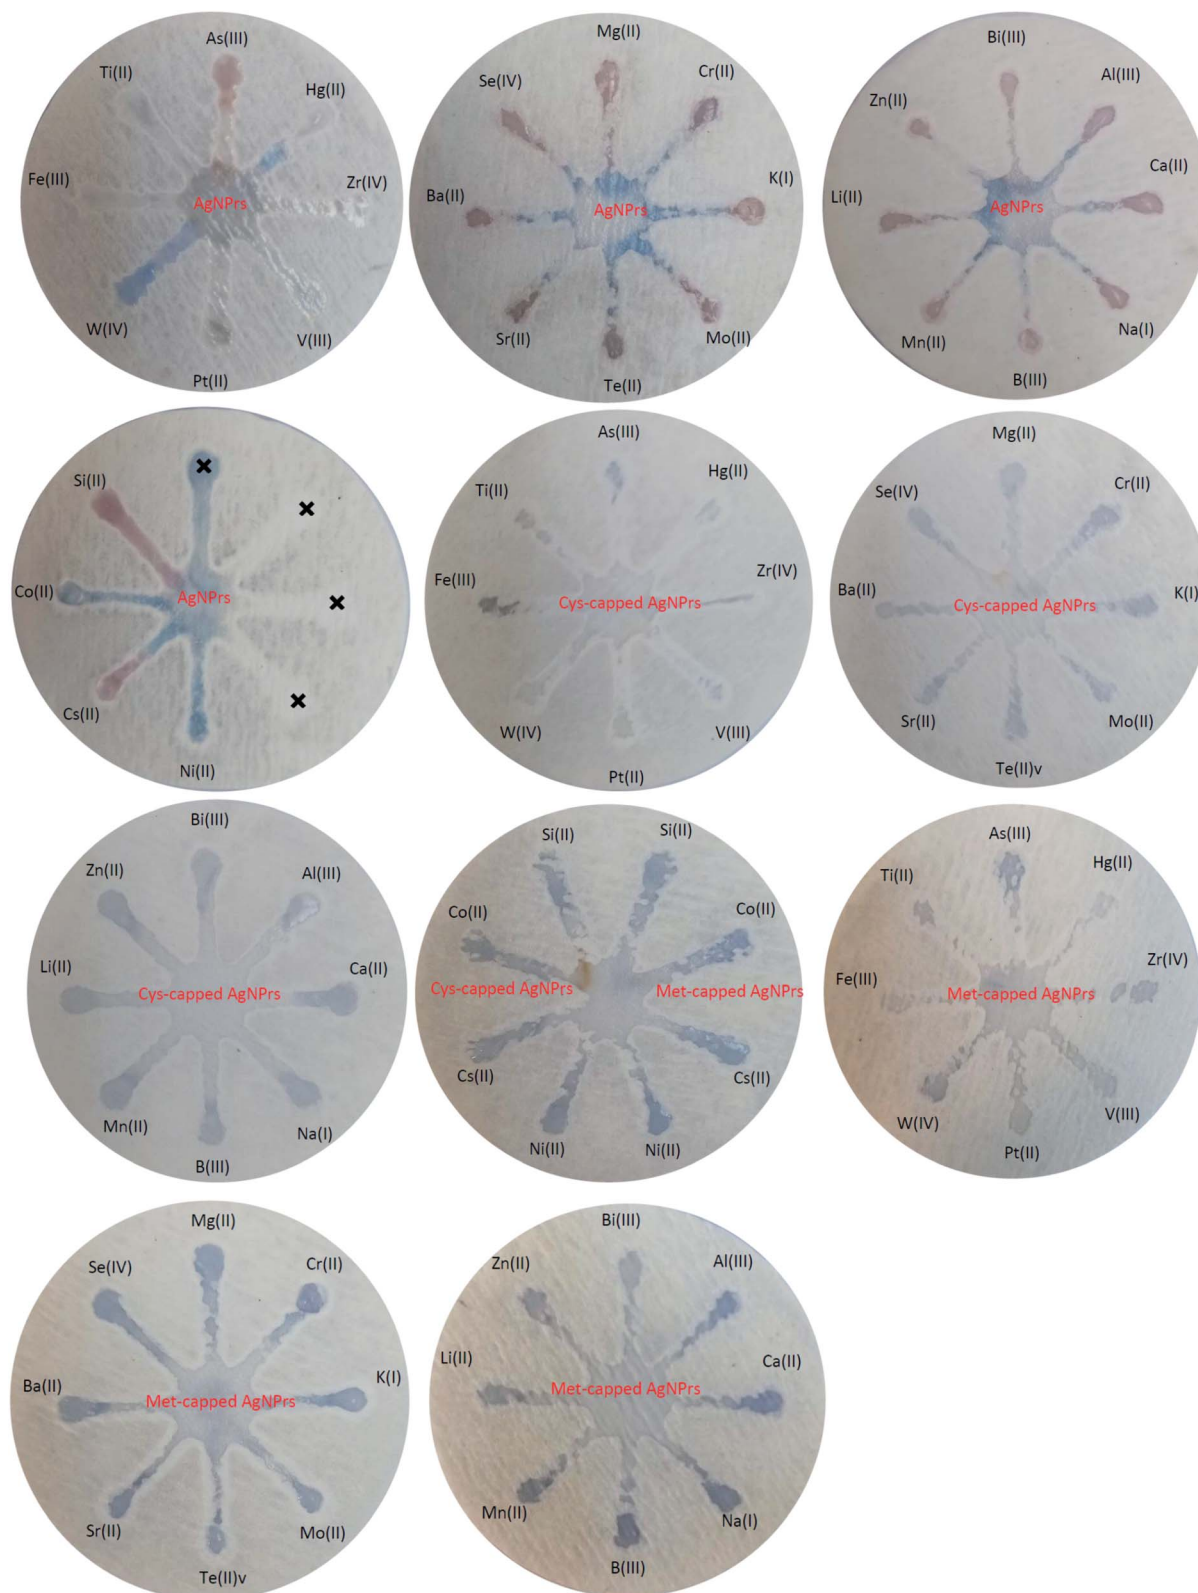 As(III)
Ti(II)
Hg(II)
Fe(III)
Zr(IV)
AgNPrs
W(IV)
V(III)
Pt(II)
Mg(II)
Se(IV)
Cr(II)
Ba(II)
K(I)
AgNPrs
Sr(II)
Mo(II)
Te(II)
Bi(III)
Zn(II)
Al(III)
Li(II)
Ca(II)
AgNPrs
Mn(II)
Na(I)
B(III)
Si(II)
Co(II)
AgNPrs
Cs(II)
Ni(II)
As(III)
Ti(II)
Hg(II)
Fe(III)
Zr(IV)
Cys-capped AgNPrs
W(IV)
V(III)
Pt(II)
Mg(II)
Se(IV)
Cr(II)
Ba(II)
K(I)
Cys-capped AgNPrs
Sr(II)
Mo(II)
Te(II)v
Bi(III)
Zn(II)
Al(III)
Li(II)
Ca(II)
Cys-capped AgNPrs
Mn(II)
Na(I)
B(III)
Si(II)
Si(II)
Co(II)
Co(II)
Cys-capped AgNPrs
Met-capped AgNPrs
Cs(II)
Cs(II)
Ni(II)
Ni(II)
As(III)
Ti(II)
Hg(II)
Fe(III)
Zr(IV)
Met-capped AgNPrs
W(IV)
V(III)
Pt(II)
Mg(II)
Se(IV)
Cr(II)
Ba(II)
K(I)
Met-capped AgNPrs
Sr(II)
Mo(II)
Te(II)v
Bi(III)
Zn(II)
Al(III)
Li(II)
Ca(II)
Met-capped AgNPrs
Mn(II)
Na(I)
B(III)